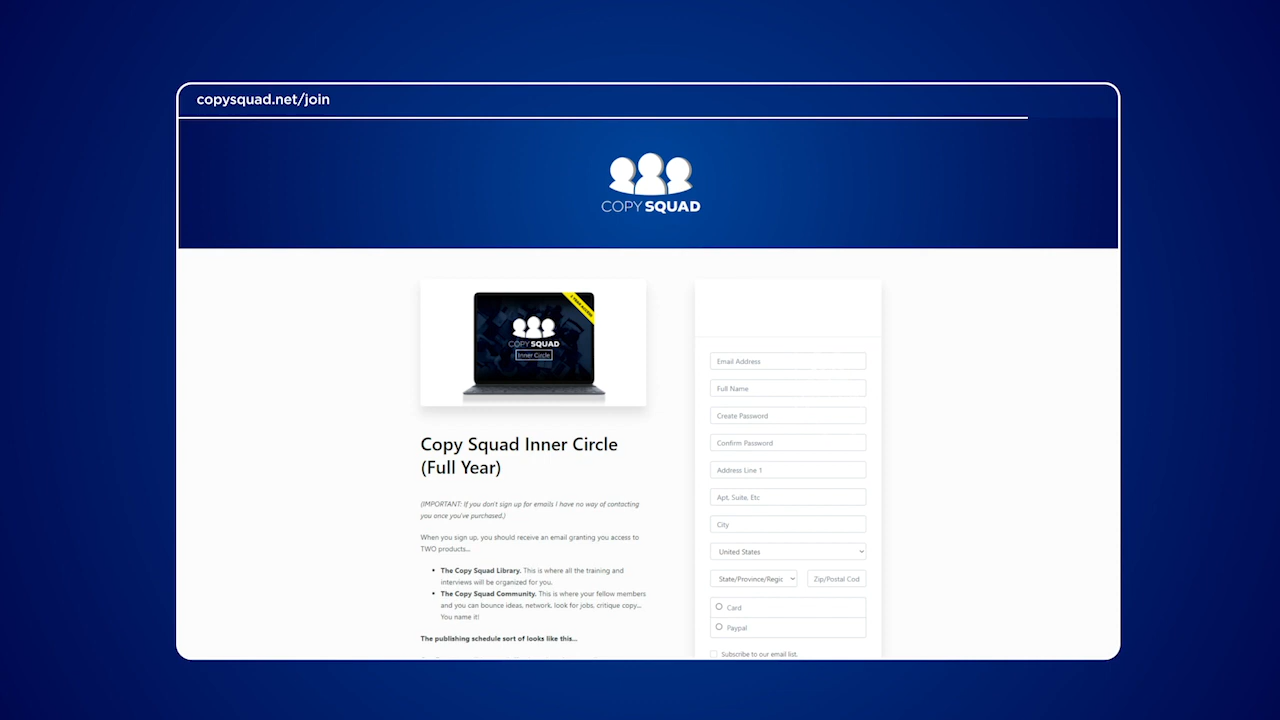 copysquad.net/join
COPY SQUAD
1 YEAR ACCESS
COPY SQUAD
Inner Circle
Copy Squad Inner Circle
(Full Year)
(IMPORTANT: If you don't sign up for emails I have no way of contacting
you once you've purchased.)
When you sign up, you should receive an email granting you access to
TWO products...
• The Copy Squad Library. This is where all the training and
interviews will be organized for you.
• The Copy Squad Community. This is where your fellow members
and you can bounce ideas, network, look for jobs, critique copy...
You name it!
The publishing schedule sort of looks like this...
Email Address
Full Name
Create Password
Confirm Password
Address Line 1
Apt, Suite, Etc
City
United States
State/Province/Regic
Zip/Postal Cod
Card
Paypal
Subscribe to our email list.